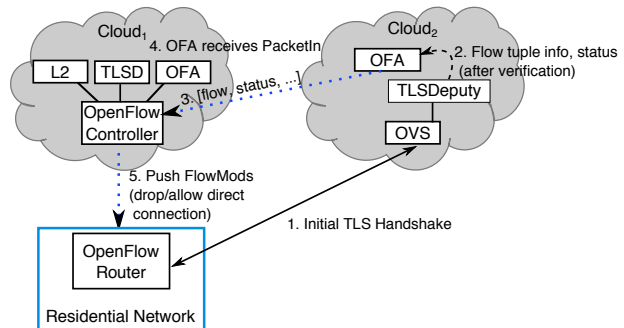 Cloud1
4. OFA receives PacketIn
L2
TLSD
OFA
OpenFlow
Controller
3. [flow, status, ...]
Cloud2
OFA
2. Flow tuple info, status
(after verification)
TLSDeputy
OVS
5. Push FlowMods
(drop/allow direct
connection)
1. Initial TLS Handshake
OpenFlow
Router
Residential Network